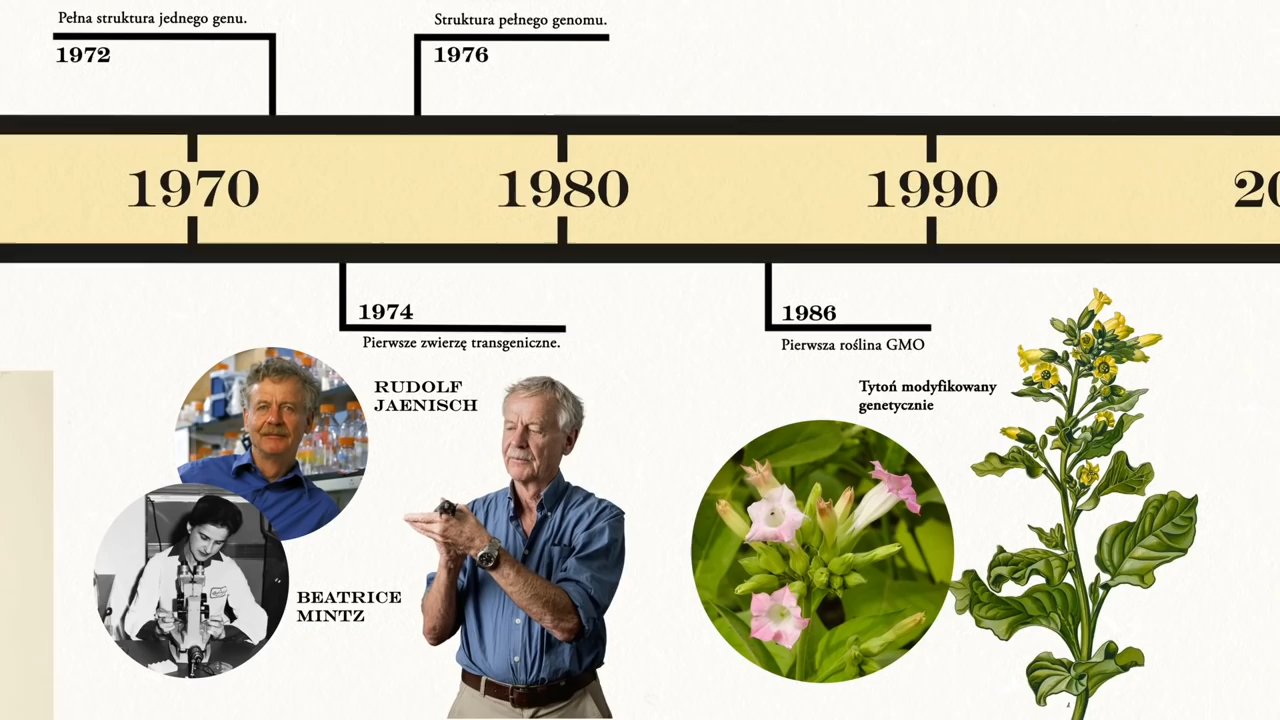 Pełna struktura jednego genu.
1972
Struktura pełnego genomu.
1976
1970
1980
1990
20
1974
Pierwsze zwierzę transgeniczne.
1986
Pierwsza roślina GMO
RUDOLF
JAENISCH
Tytoń modyfikowany
genetycznie
BEATRICE
MINTZ